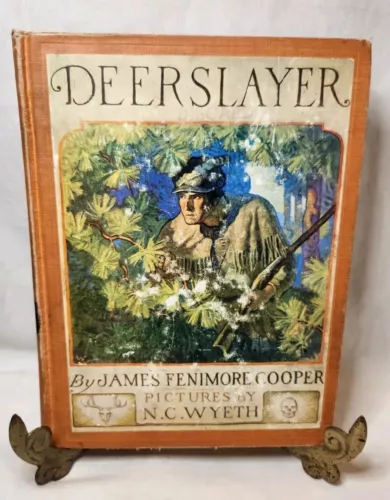 DEERSLAYER
By JAMES FENIMORE COOPER
PICTURES BY
N.C. WYETH